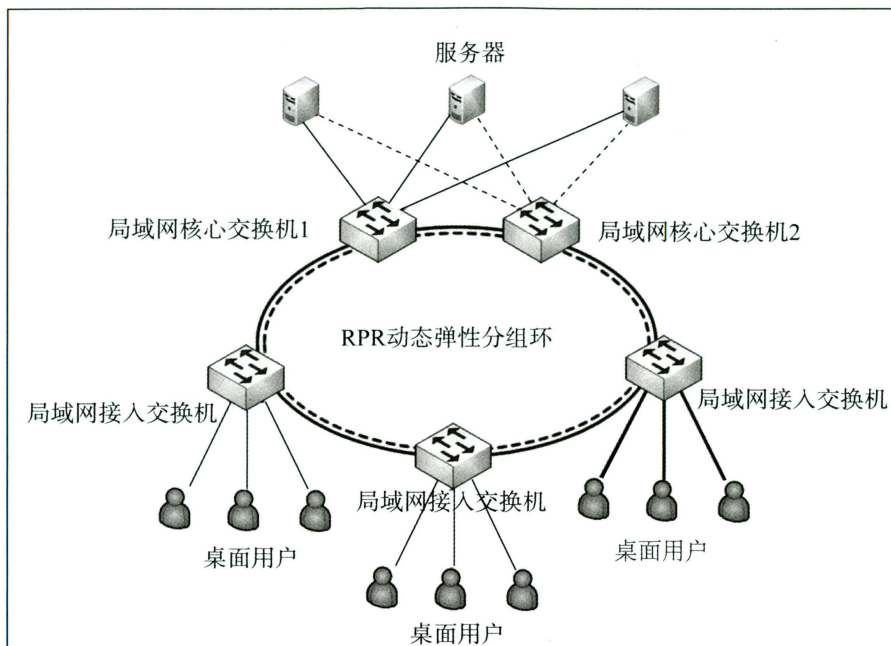 服务器
局域网核心交换机1
局域网核心交换机2
RPR动态弹性分组环
局域网接入交换机
局域网接入交换机
局域网接入交换机
桌面用户
桌面用户
桌面用户